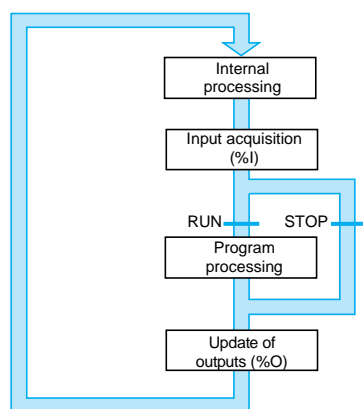 Internal
processing
Input acquisition
(%I)
RUN
STOP
Program
processing
Update of
outputs (%O)